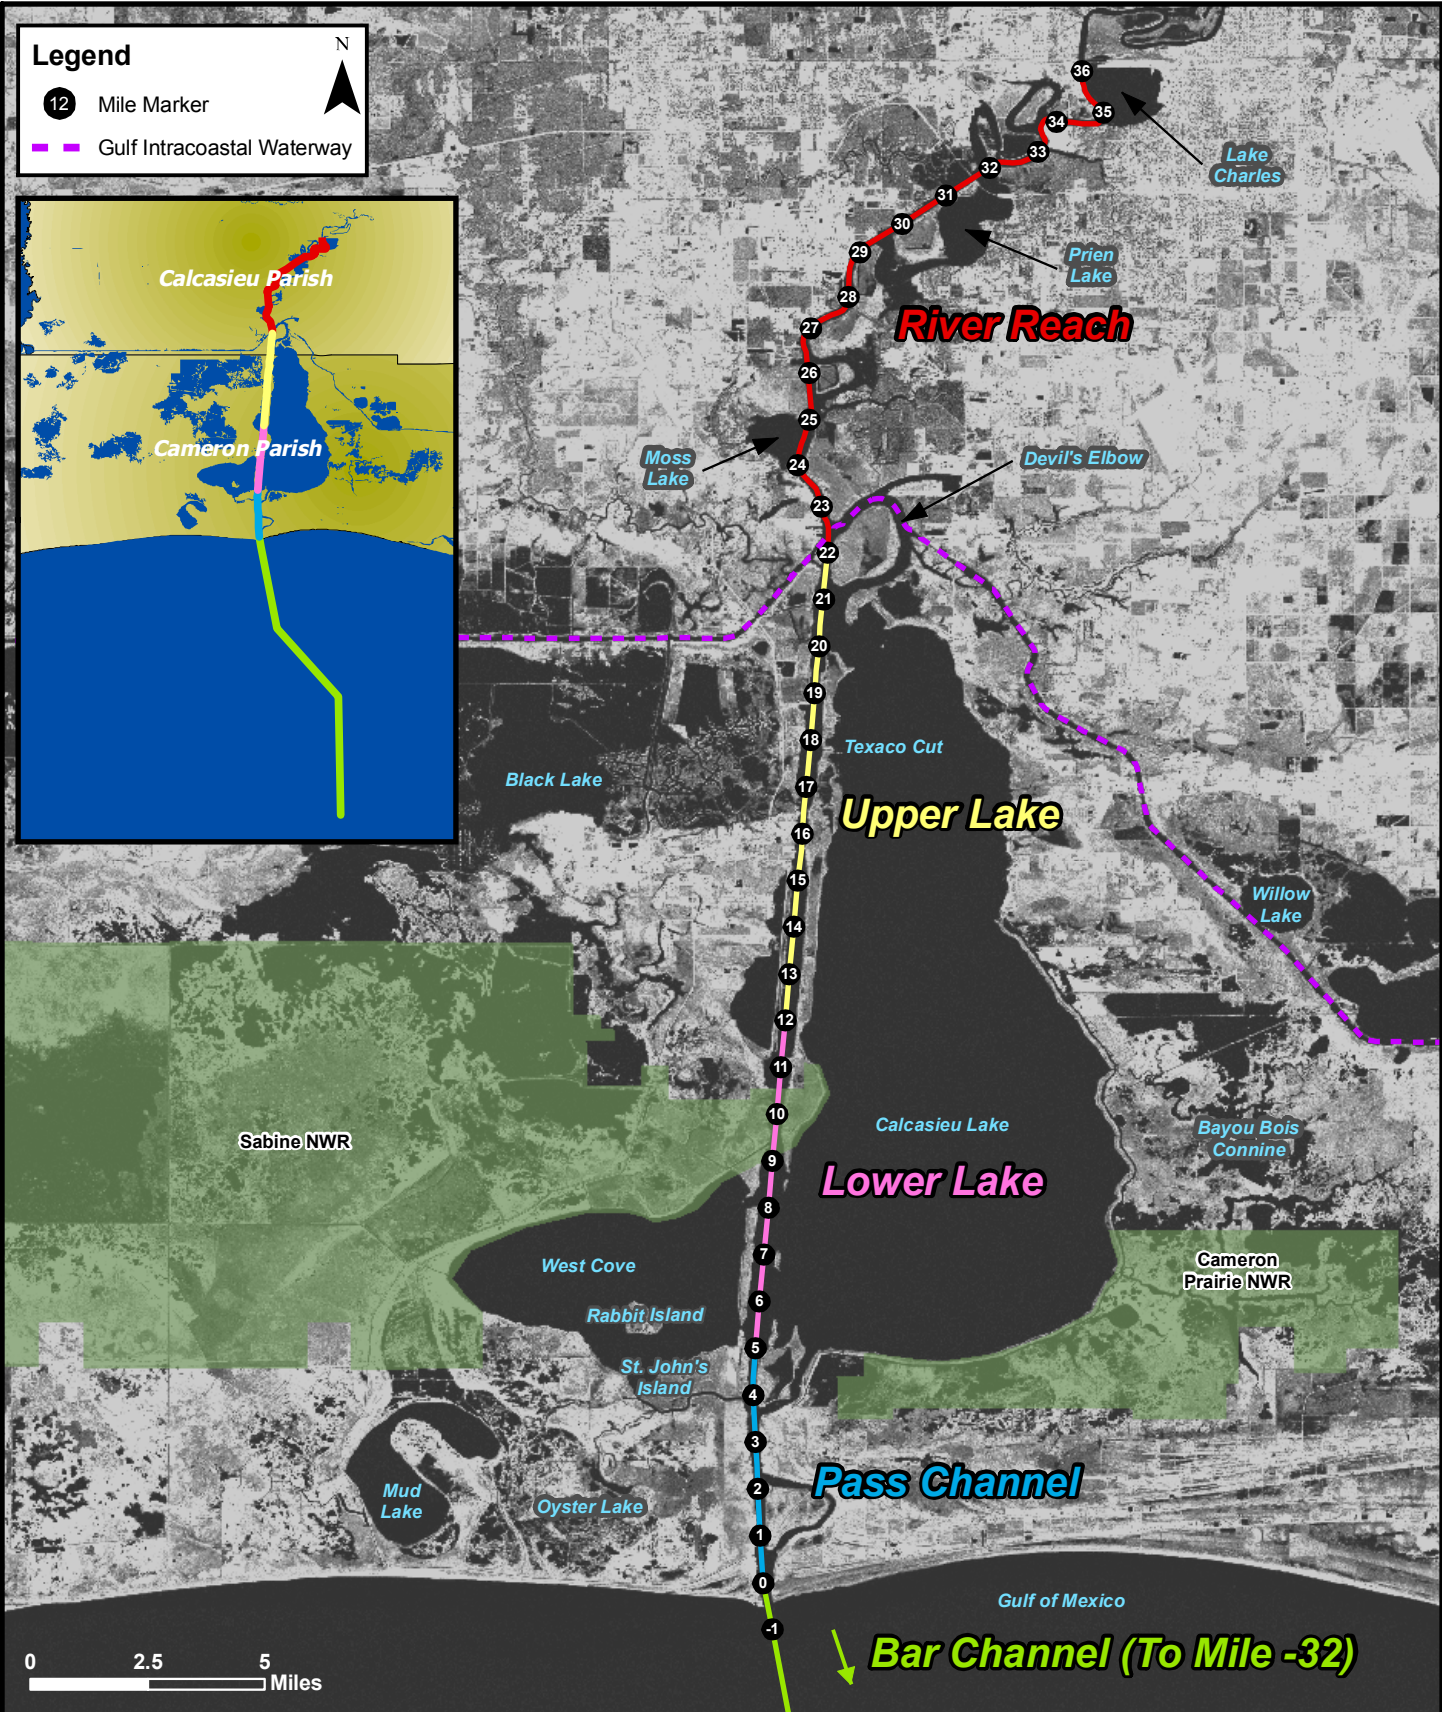 Legend
N
12 Mile Marker
Gulf Intracoastal Waterway
Calcasieu Parish
Cameron Parish
36
35
34
33
32
31
30
29
28
27
26
25
24
23
22
21
20
19
18
17
16
15
14
13
12
11
10
9
8
7
6
5
4
3
2
1
0
-1
Lake
Charles
Prien
Lake
River Reach
Moss
Lake
Devil's Elbow
Texaco Cut
Black Lake
Upper Lake
Willow
Lake
Sabine NWR
Calcasieu Lake
Bayou Bois
Connine
Lower Lake
West Cove
Cameron
Prairie NWR
Rabbit Island
St. John's
Island
Mud
Lake
Oyster Lake
Pass Channel
Gulf of Mexico
Bar Channel (To Mile -32)
0 2.5 5
Miles